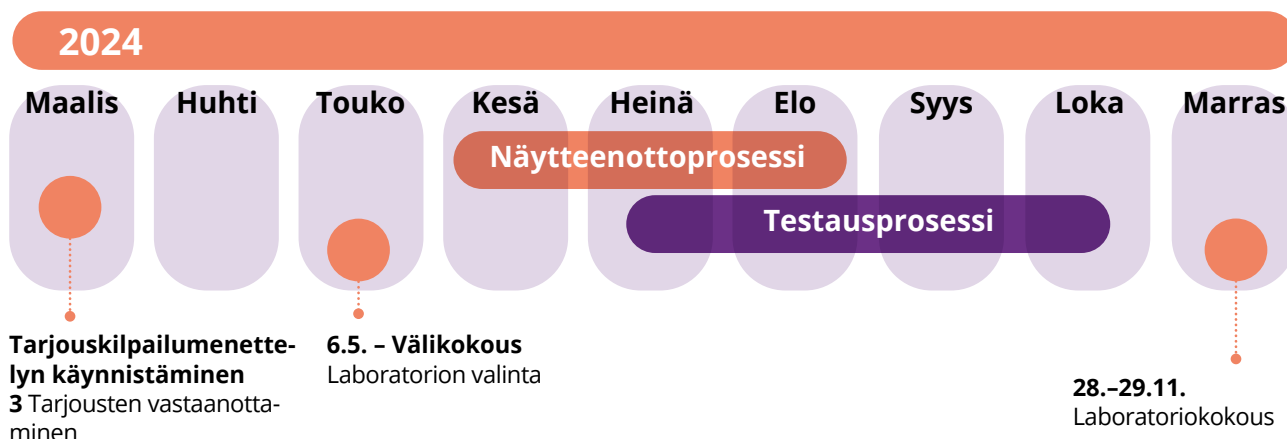 2024
Maalis Huhti Touko Kesä Heinä Elo Syys Loka Marras
Näytteenottoprosessi
Testausprosessi
Tarjouskilpailumenette-
lyn käynnistäminen
3 Tarjousten vastaanotta-
minen
6.5. – Välikokous
Laboratorion valinta
28.–29.11.
Laboratoriokokous